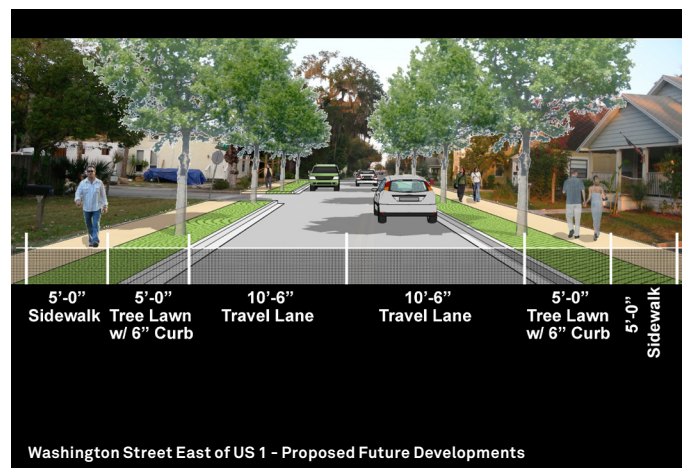 5’-0”
Sidewalk
5’-0”
Tree Lawn
w/ 6” Curb
10’-6”
Travel Lane
10’-6”
Travel Lane
5’-0”
Tree Lawn
w/ 6” Curb
5’-0”
Sidewalk
Washington Street East of US 1 - Proposed Future Developments